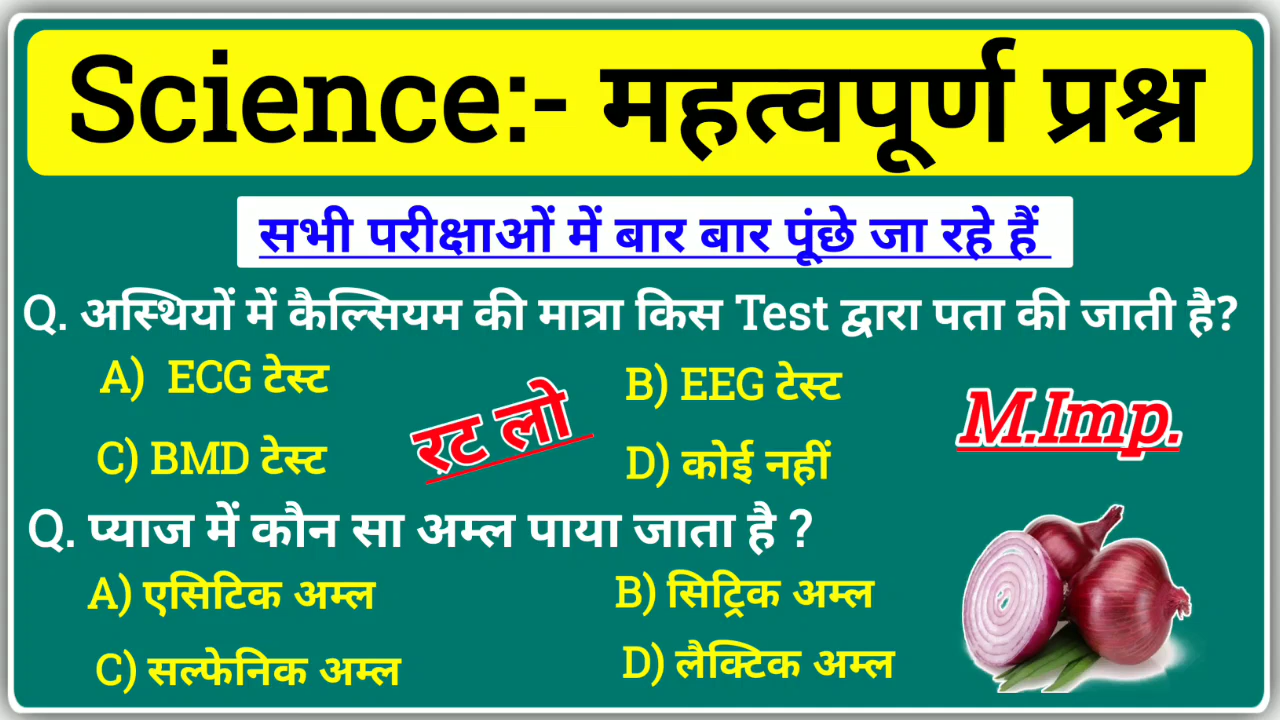 Science:- महत्वपूर्ण प्रश्न
सभी परीक्षाओं में बार बार पूंछे जा रहे हैं
Q. अस्थियों में कैल्सियम की मात्रा किस Test द्वारा पता की जाती है?
A) ECG टेस्ट
B) EEG टेस्ट
रट लो
M.Imp.
C) BMD टेस्ट
D) कोई नहीं
Q. प्याज में कौन सा अम्ल पाया जाता है ?
A) एसिटिक अम्ल
B) सिट्रिक अम्ल
C) सल्फेनिक अम्ल
D) लैक्टिक अम्ल